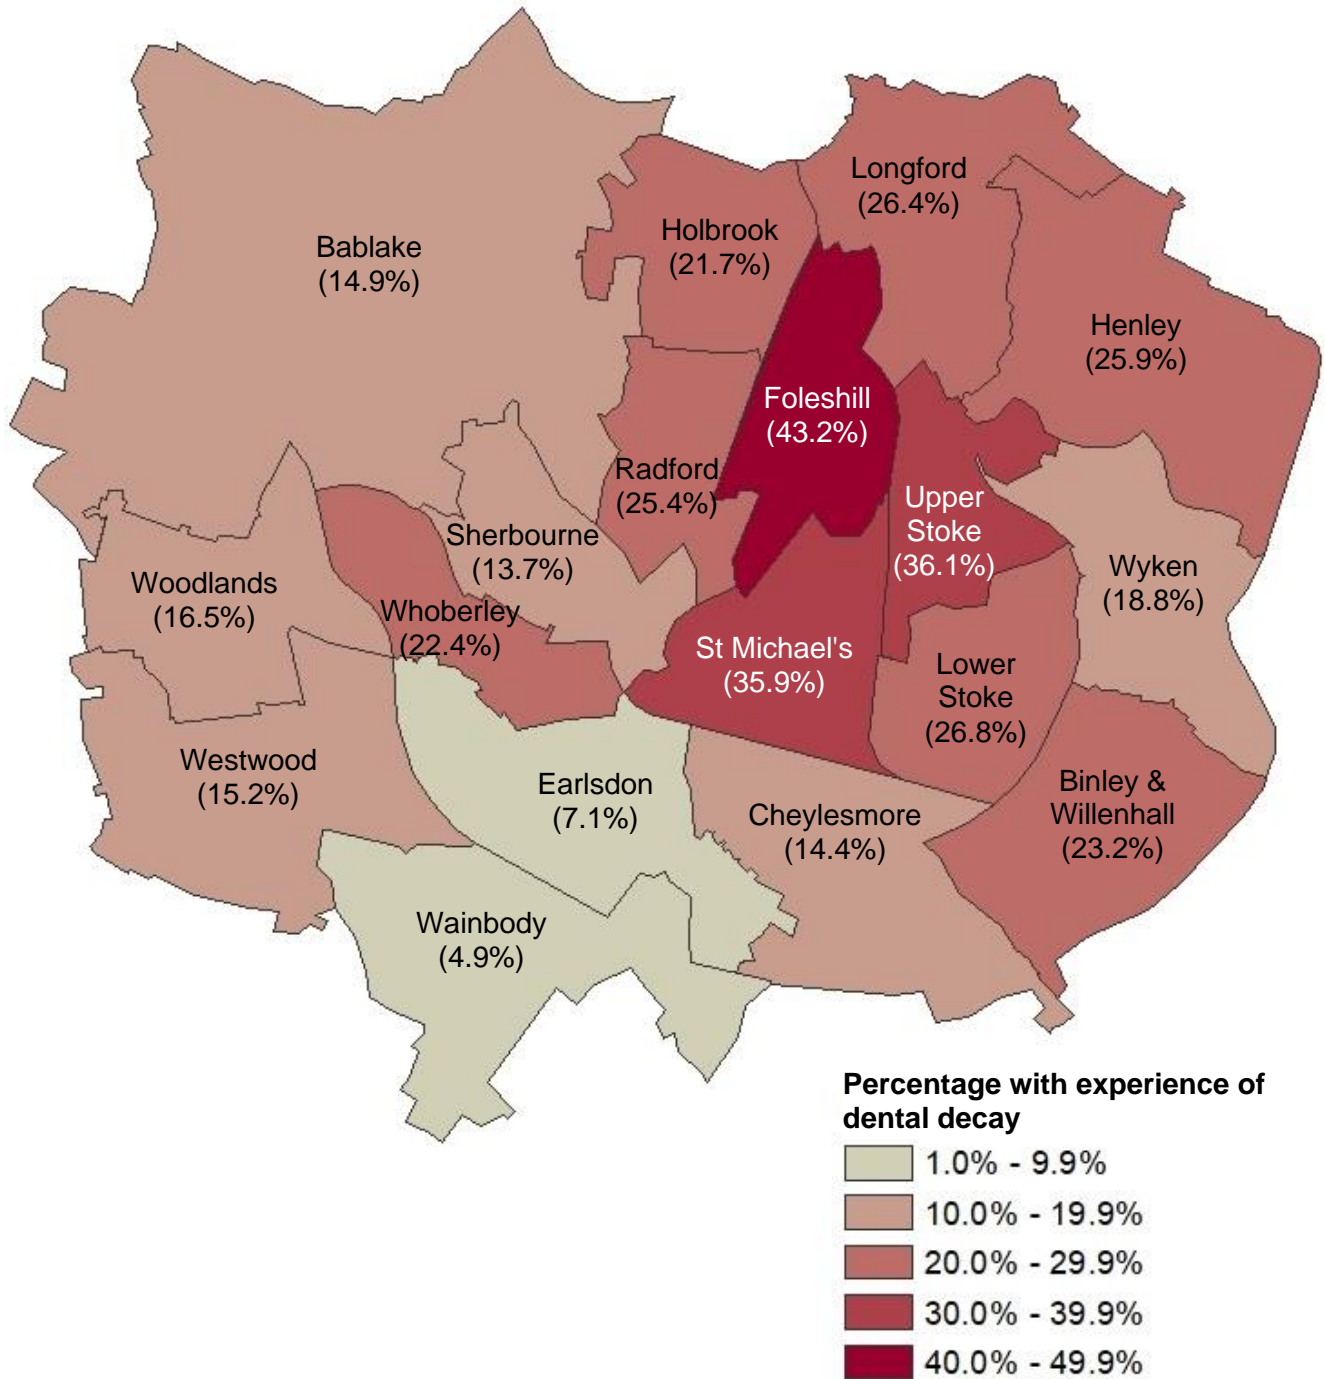 Longford
(26.4%)
Holbrook
(21.7%)
Bablake
(14.9%)
Henley
(25.9%)
Foleshill
(43.2%)
Radford
(25.4%)
Upper
Stoke
(36.1%)
Sherbourne
(13.7%)
Wyken
(18.8%)
Woodlands
(16.5%)
Whoberley
(22.4%)
St Michael's
(35.9%)
Lower
Stoke
(26.8%)
Westwood
(15.2%)
Earlsdon
(7.1%)
Cheylesmore
(14.4%)
Binley &
Willenhall
(23.2%)
Wainbody
(4.9%)
Percentage with experience of
dental decay
1.0% - 9.9%
10.0% - 19.9%
20.0% - 29.9%
30.0% - 39.9%
40.0% - 49.9%